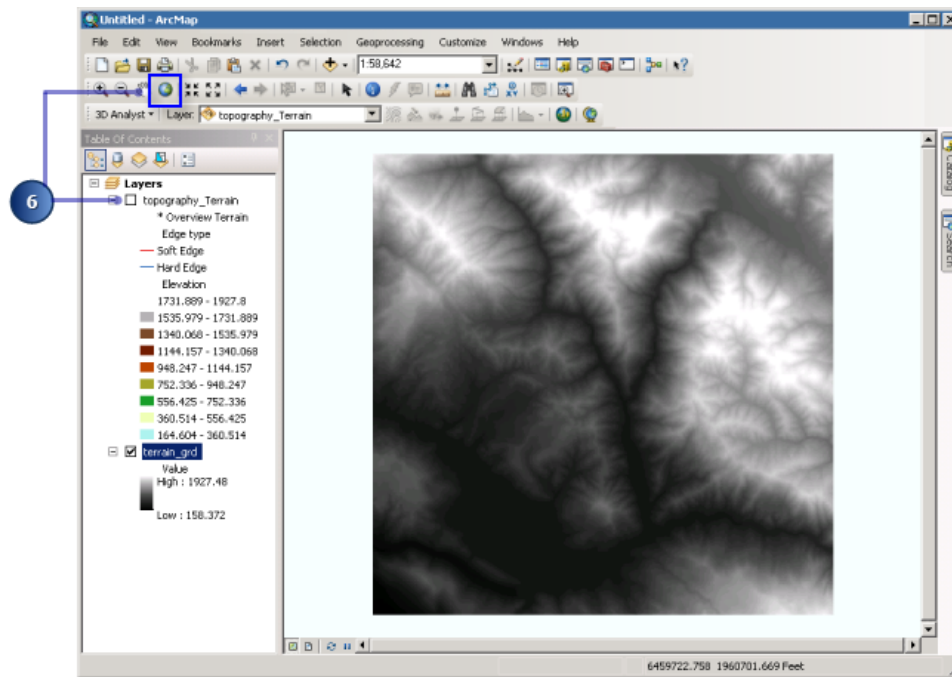 Untitled - ArcMap
File Edit View Bookmarks Insert Selection Geoprocessing Customize Windows Help
1:58,642
3D Analyst Layer: topography_Terrain
Table Of Contents
6
Layers
topography_Terrain
* Overview Terrain
Edge type
Soft Edge
Hard Edge
Elevation
1731.889 - 1927.8
1535.979 - 1731.889
1340.068 - 1535.979
1144.157 - 1340.068
948.247 - 1144.157
752.336 - 948.247
556.425 - 752.336
360.514 - 556.425
164.604 - 360.514
terrain_grd
Value
High : 1927.48
Low : 158.372
Catalog
Search
6459722.758 1960701.669 Feet